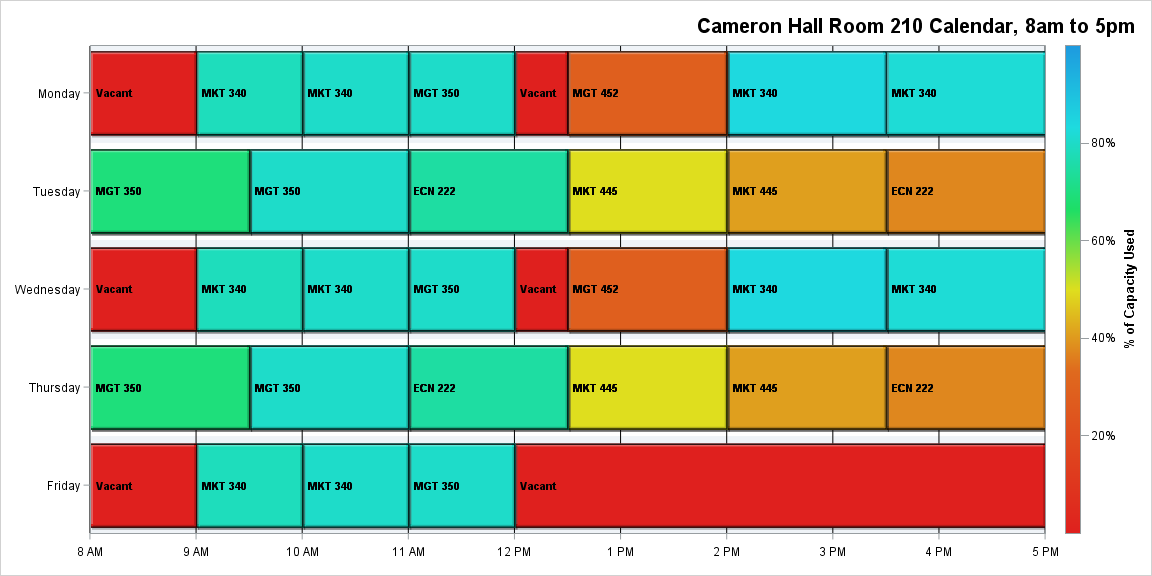 Cameron Hall Room 210 Calendar, 8am to 5pm
Monday
Vacant
MKT 340
MKT 340
MGT 350
Vacant
MGT 452
MKT 340
MKT 340
Tuesday
MGT 350
MGT 350
ECN 222
MKT 445
MKT 445
ECN 222
Wednesday
Vacant
MKT 340
MKT 340
MGT 350
Vacant
MGT 452
MKT 340
MKT 340
Thursday
MGT 350
MGT 350
ECN 222
MKT 445
MKT 445
ECN 222
Friday
Vacant
MKT 340
MKT 340
MGT 350
Vacant
8 AM
9 AM
10 AM
11 AM
12 PM
1 PM
2 PM
3 PM
4 PM
5 PM
80%
60%
40%
20%
% of Capacity Used